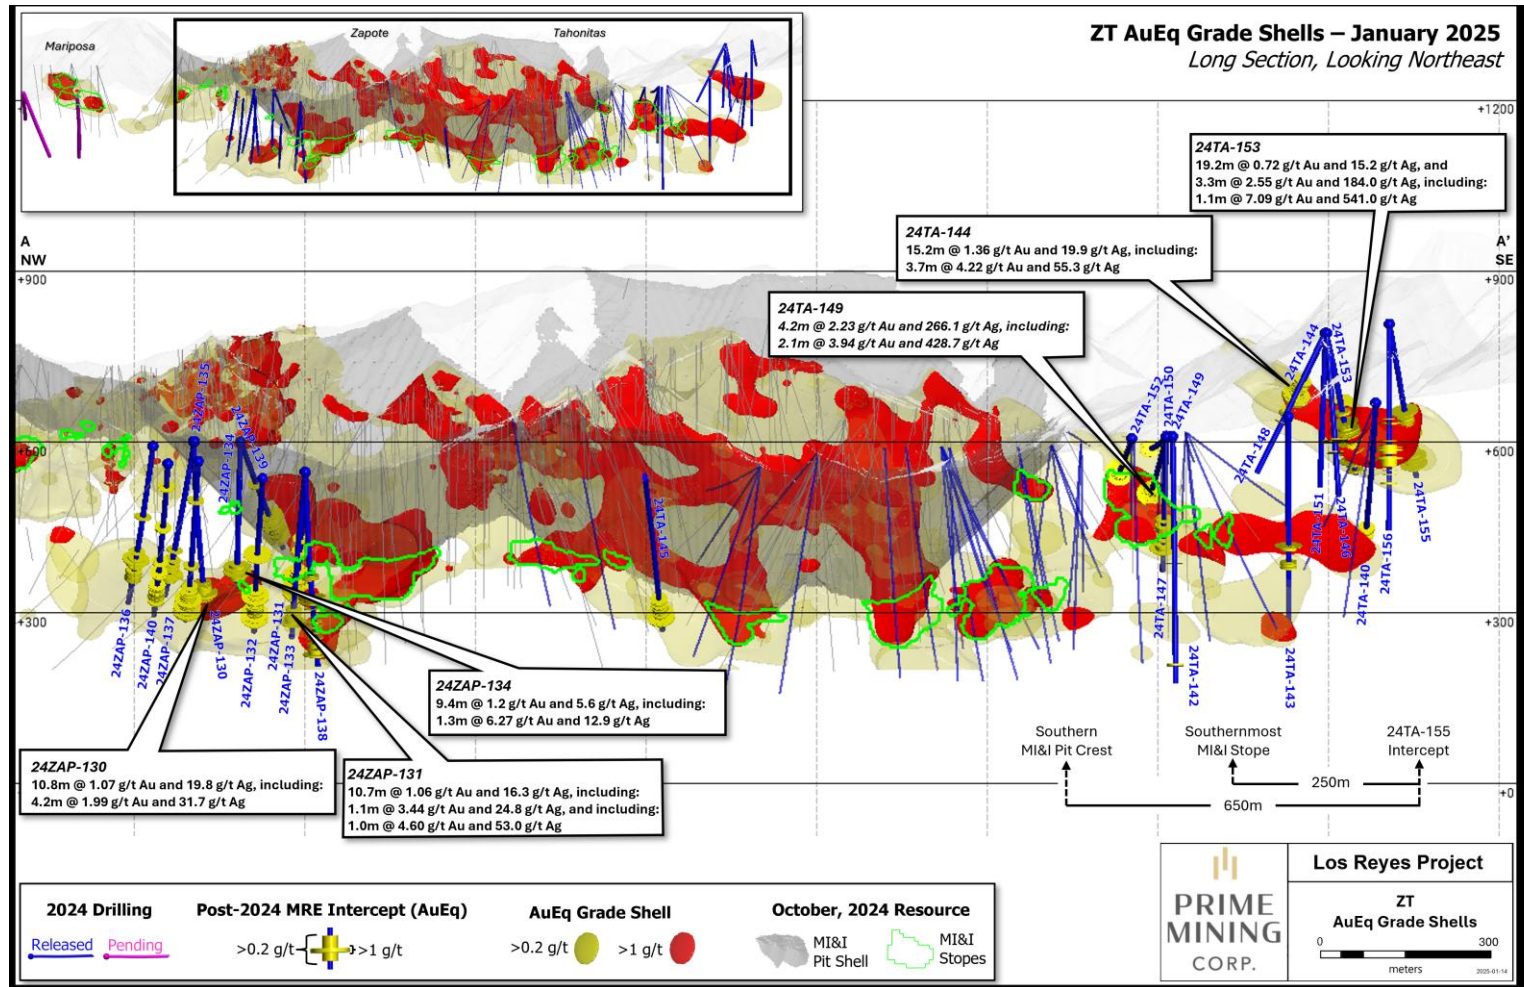 ZT AuEq Grade Shells – January 2025
Long Section, Looking Northeast
Mariposa
Zapote
Tahonitas
+1200
24TA-153
19.2m @ 0.72 g/t Au and 15.2 g/t Ag, and
3.3m @ 2.55 g/t Au and 184.0 g/t Ag, including:
1.1m @ 7.09 g/t Au and 541.0 g/t Ag
24TA-144
15.2m @ 1.36 g/t Au and 19.9 g/t Ag, including:
3.7m @ 4.22 g/t Au and 55.3 g/t Ag
A
NW
A'
SE
+900
+900
24TA-149
4.2m @ 2.23 g/t Au and 266.1 g/t Ag, including:
2.1m @ 3.94 g/t Au and 428.7 g/t Ag
24ZAP-135
24ZAP-134
24ZAP-139
24TA-152
24TA-150
24TA-149
24TA-144
24TA-153
24TA-148
+600
+600
24TA-145
24TA-151
24TA-146
24TA-156
24TA-155
24TA-147
24TA-140
24TA-142
24TA-143
+300
+300
24ZAP-136
24ZAP-140
24ZAP-137
24ZAP-130
24ZAP-132
24ZAP-131
24ZAP-133
24ZAP-138
24ZAP-134
9.4m @ 1.2 g/t Au and 5.6 g/t Ag, including:
1.3m @ 6.27 g/t Au and 12.9 g/t Ag
24ZAP-130
10.8m @ 1.07 g/t Au and 19.8 g/t Ag, including:
4.2m @ 1.99 g/t Au and 31.7 g/t Ag
24ZAP-131
10.7m @ 1.06 g/t Au and 16.3 g/t Ag, including:
1.1m @ 3.44 g/t Au and 24.8 g/t Ag, and including:
1.0m @ 4.60 g/t Au and 53.0 g/t Ag
Southern
MI&I Pit Crest
Southernmost
MI&I Stope
24TA-155
Intercept
250m
650m
+0
2024 Drilling
Released
Pending
Post-2024 MRE Intercept (AuEq)
>0.2 g/t
>1 g/t
AuEq Grade Shell
>0.2 g/t
>1 g/t
October, 2024 Resource
MI&I
Pit Shell
MI&I
Stopes
PRIME
MINING
CORP.
Los Reyes Project
ZT
AuEq Grade Shells
0
300
meters
2025-01-14